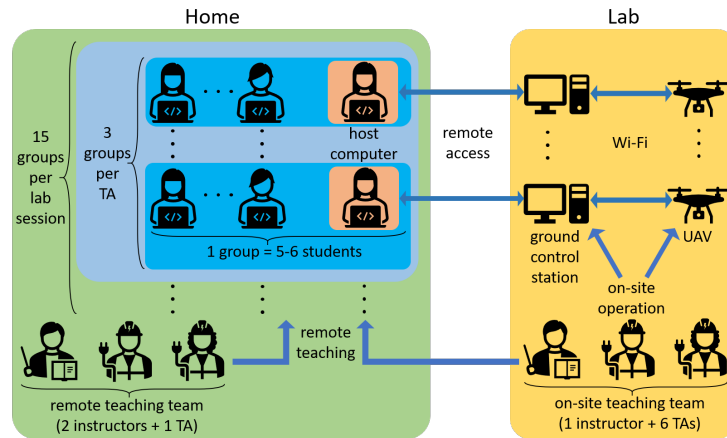 Home
Lab
15
groups
per
lab
session
3
groups
per
TA
</>
</>
</>
host
computer
remote
access
Wi-Fi
</>
</>
</>
1 group = 5-6 students
ground
control
station
UAV
on-site
operation
remote
teaching
remote teaching team
(2 instructors + 1 TA)
on-site teaching team
(1 instructor + 6 TAs)